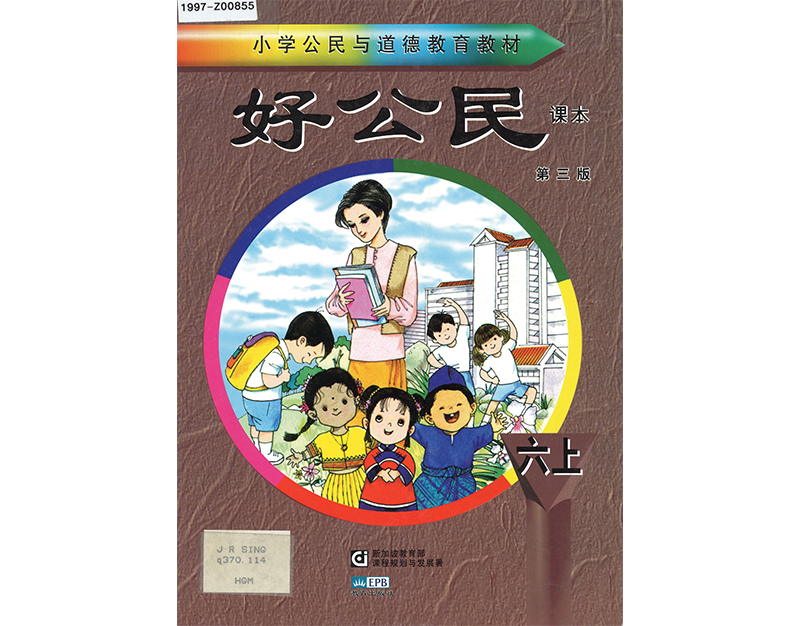 1997-Z00855
小学公民与道德教育教材
好公民
课本
第三版
六上
J R SING
q370.114
HGM
新加坡教育部
课程规划与发展署
EPB